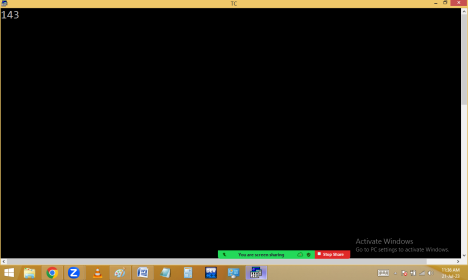 TC
143
Activate Windows
Go to PC settings to activate Windows.
You are screen sharing
Stop Share
11:36 AM